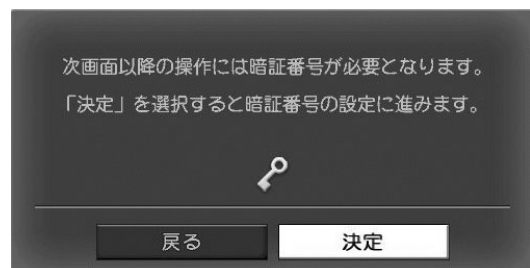 次画面以降の操作には暗証番号が必要となります。
「決定」を選択すると暗証番号の設定に進みます。
戻る
決定